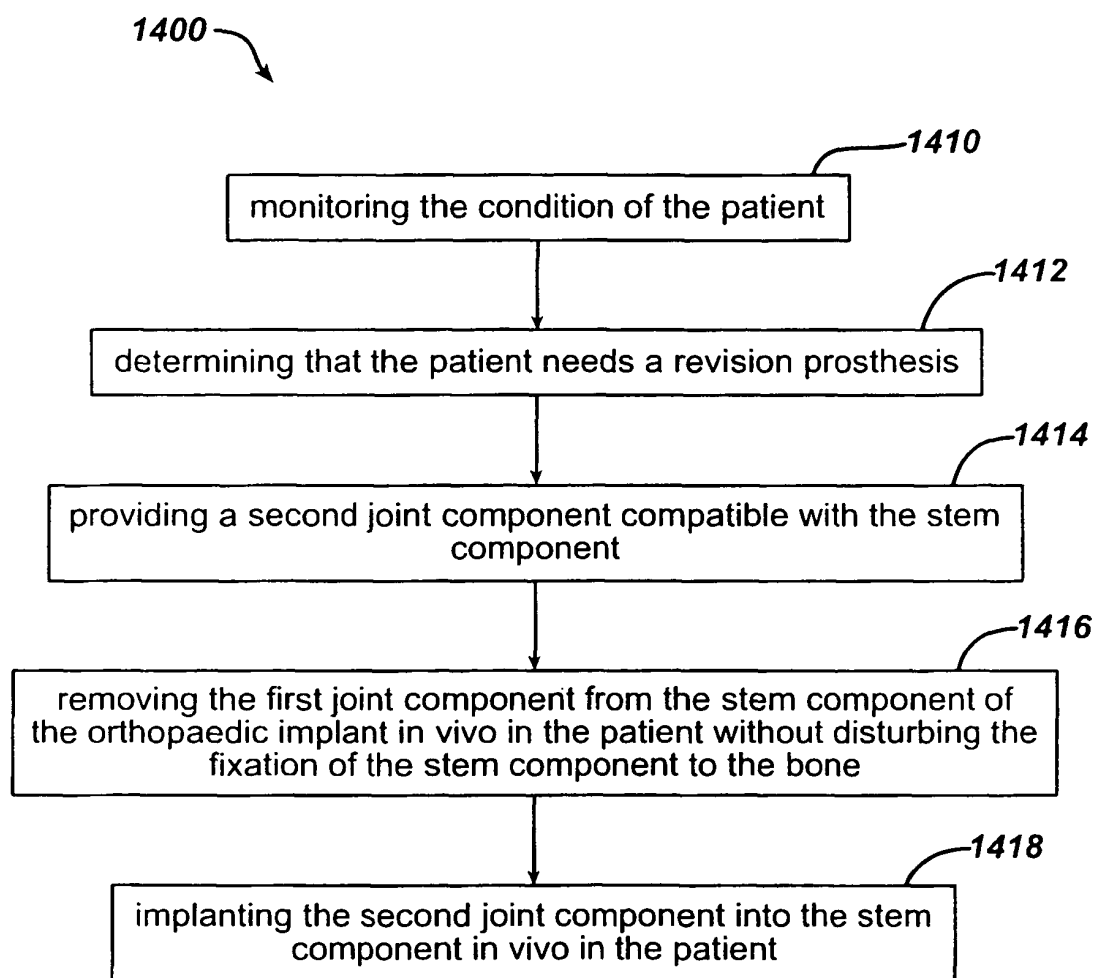 1400
1410
monitoring the condition of the patient
1412
determining that the patient needs a revision prosthesis
1414
providing a second joint component compatible with the stem
component
1416
removing the first joint component from the stem component of
the orthopaedic implant in vivo in the patient without disturbing the
fixation of the stem component to the bone
1418
implanting the second joint component into the stem
component in vivo in the patient